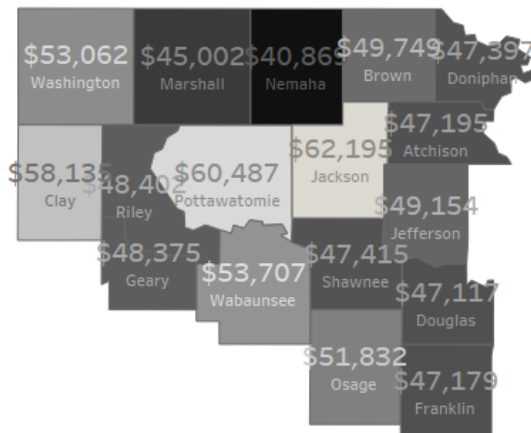 $53,062
Washington
$45,002
Marshall
$40,869
Nemaha
$49,749
Brown
$47,397
Doniphan
$58,135
Clay
$48,402
Riley
$60,487
Pottawatomie
$62,195
Jackson
$47,195
Atchison
$48,375
Geary
$53,707
Wabaunsee
$47,415
Shawnee
$49,154
Jefferson
$51,832
Osage
$47,117
Douglas
$47,179
Franklin